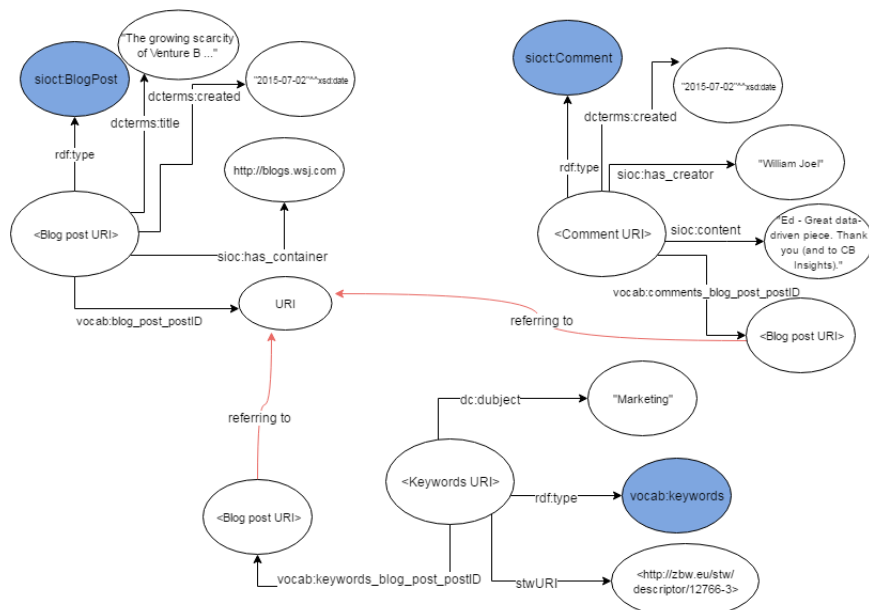 "The growing scarcity
of Venture B ..."
sioct:BlogPost
"2015-07-02"^^xsd:date
dcterms:created
dcterms:title
rdf:type
http://blogs.wsj.com
<Blog post URI>
sioc:has_container
URI
vocab:blog_post_postID
sioct:Comment
"2015-07-02"^^xsd:date
dcterms:created
rdf:type
"William Joel"
sioc:has_creator
<Comment URI>
sioc:content
"Ed - Great data-
driven piece. Thank
you (and to CB
Insights)."
vocab:comments_blog_post_postID
<Blog post URI>
referring to
referring to
dc:dubject
"Marketing"
<Keywords URI>
rdf:type
vocab:keywords
<Blog post URI>
vocab:keywords_blog_post_postID
stwURI
<http://zbw.eu/stw/
descriptor/12766-3>